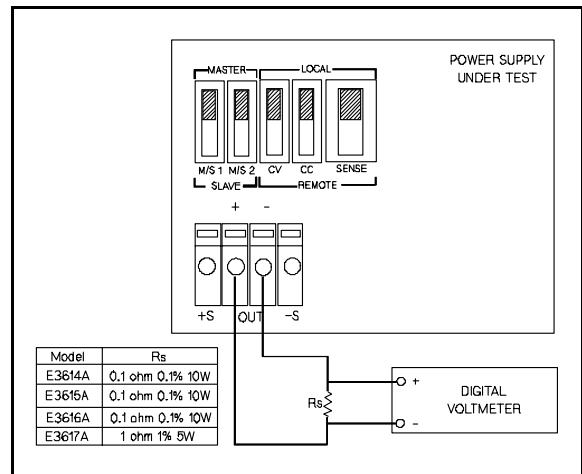 POWER SUPPLY
UNDER TEST
MASTER LOCAL
M/S 1 M/S 2 CV CC SENSE
SLAVE REMOTE
+ -
+S OUT -S
Model Rs
E3614A 0.1 ohm 0.1% 10W
E3615A 0.1 ohm 0.1% 10W
E3616A 0.1 ohm 0.1% 10W
E3617A 1 ohm 1% 5W
Rs
+
-
DIGITAL
VOLTMETER